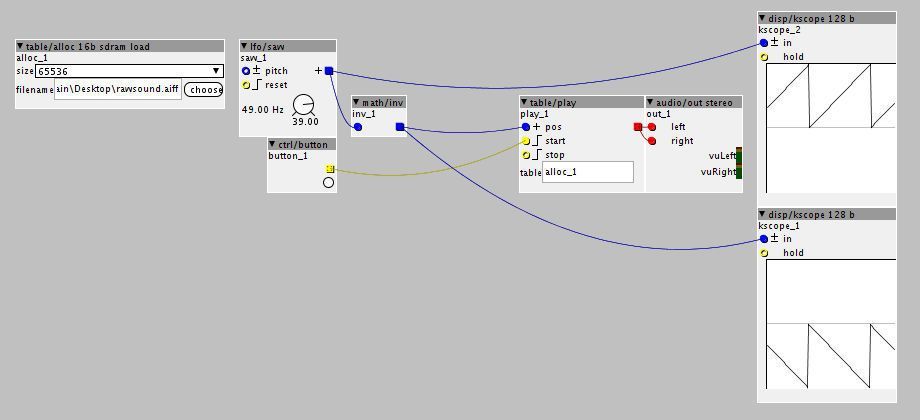 table/alloc 16b sdram load
alloc_1
size 65536
filename ain\Desktop\rawsound.aiff choose
lfo/saw
saw_1
± pitch +
reset
49.00 Hz
39.00
ctrl/button
button_1
math/inv
inv_1
table/play
play_1
+ pos
start
stop
table alloc_1
audio/out stereo
out_1
left
right
vuLeft
vuRight
disp/kscope 128 b
kscope_2
± in
hold
disp/kscope 128 b
kscope_1
± in
hold